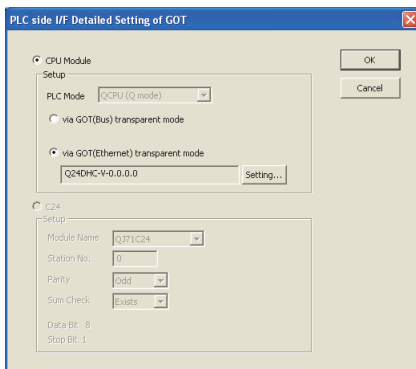 PLC side I/F Detailed Setting of GOT
CPU Module
OK
Setup
Cancel
PLC Mode QCPU (Q mode)
via GOT(Bus) transparent mode
via GOT(Ethernet) transparent mode
Q24DHC-V-0.0.0.0 Setting...
C24
Setup
Module Name QJ71C24
Station No. 0
Parity Odd
Sum Check Exists
Data Bit 8
Stop Bit 1